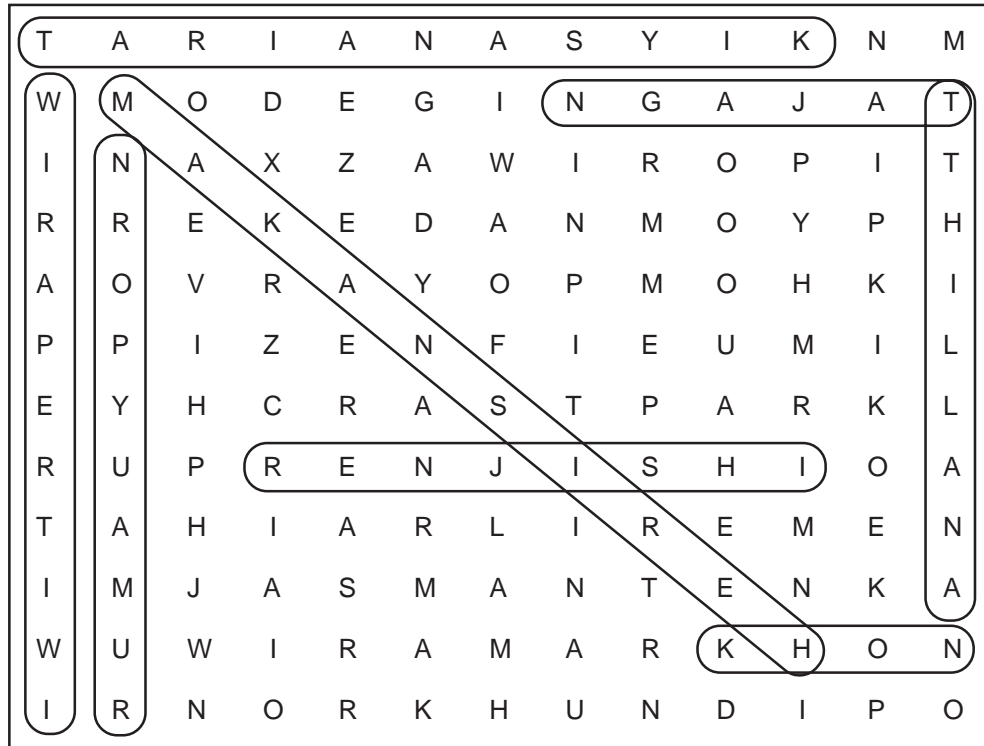 T A R I A N A S Y I K N M
W M O D E G I N G A J A T
I N A X Z A W I R O P I T
R R E K E D A N M O Y P H
A O V R A Y O P M O H K I
P P I Z E N F I E U M I L
E Y H C R A S T P A R K L
R U P R E N J I S H I O A
T A H I A R L I R E M E N
I M J A S M A N T E N K A
W U W I R A M A R K H O N
I R N O R K H U N D I P O